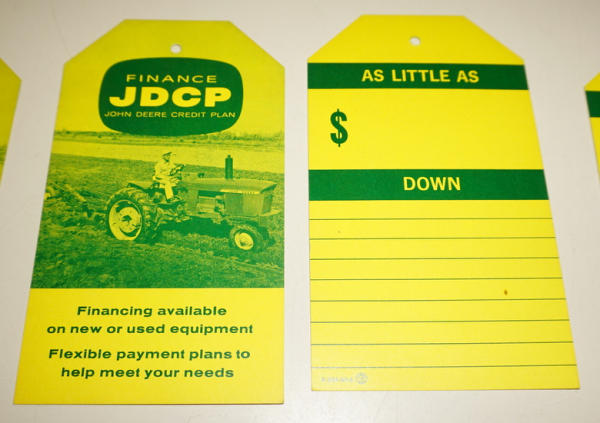 FINANCE
JDCP
JOHN DEERE CREDIT PLAN
Financing available
on new or used equipment
Flexible payment plans to
help meet your needs
AS LITTLE AS
$
DOWN